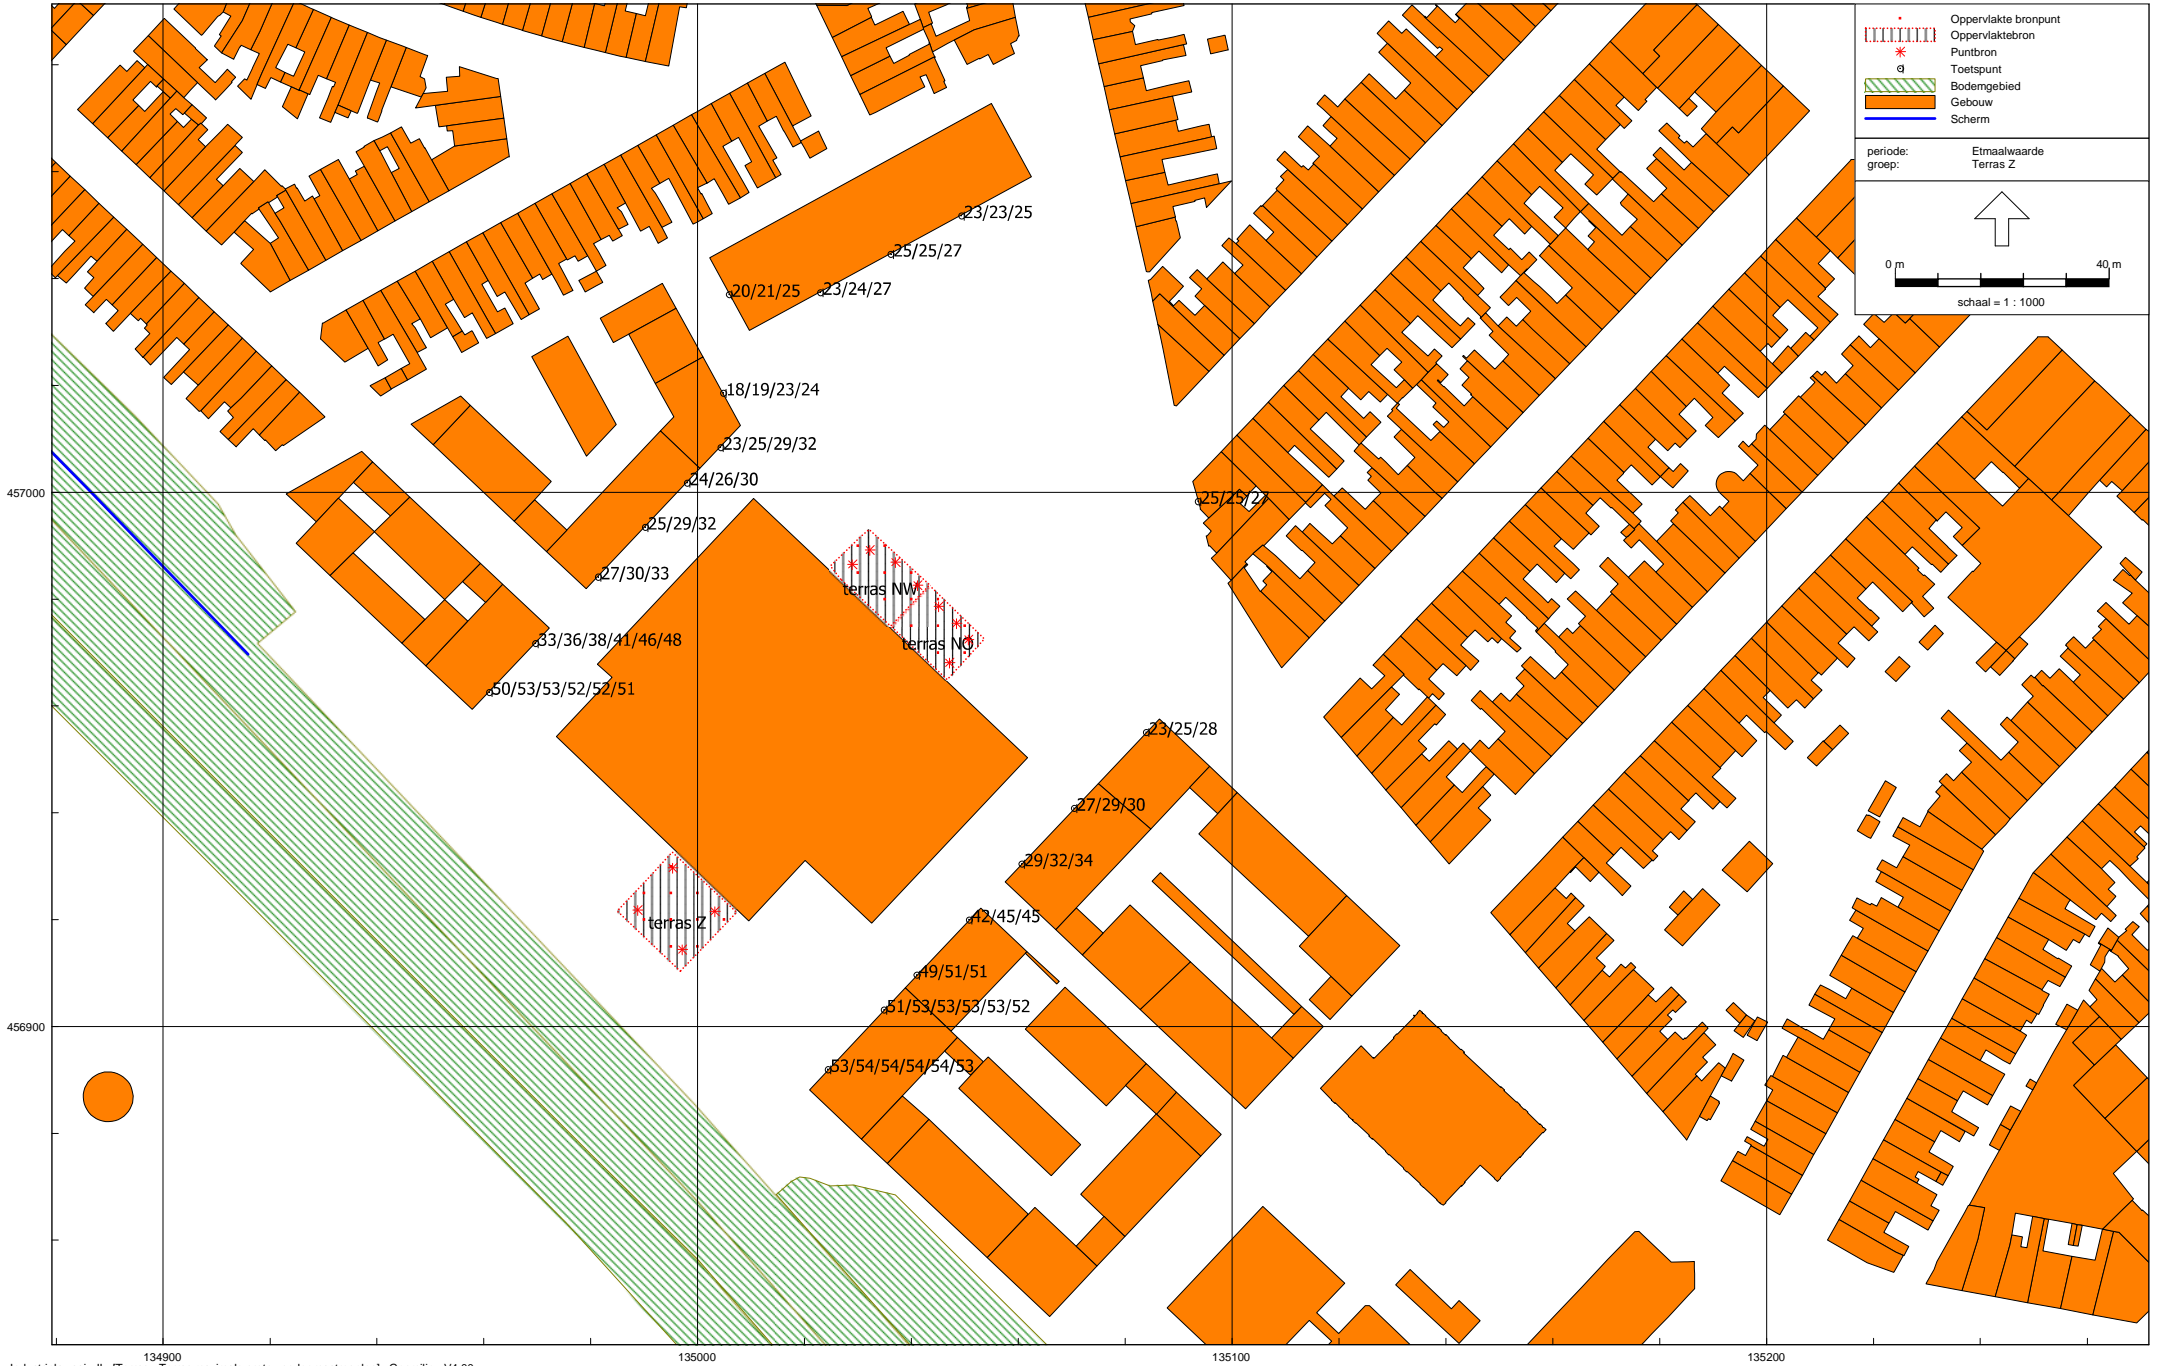 Oppervlakte bronpunt
Oppervlaktebron
Puntbron
Toetspunt
Bodemgebied
Gebouw
Scherm
periode: Etmaalwaarde
groep: Terras Z
0 m 40 m
schaal = 1 : 1000
23/23/25
25/25/27
20/21/25
23/24/27
18/19/23/24
23/25/29/32
24/26/30
457000
25/25/27
25/29/32
27/30/33
terras NW
33/36/38/41/46/48
terras NO
50/53/53/52/52/51
23/25/28
27/29/30
29/32/34
42/45/45
terras Z
49/51/51
51/53/53/53/53/52
456900
53/54/54/54/54/53
134900
135000
135100
135200